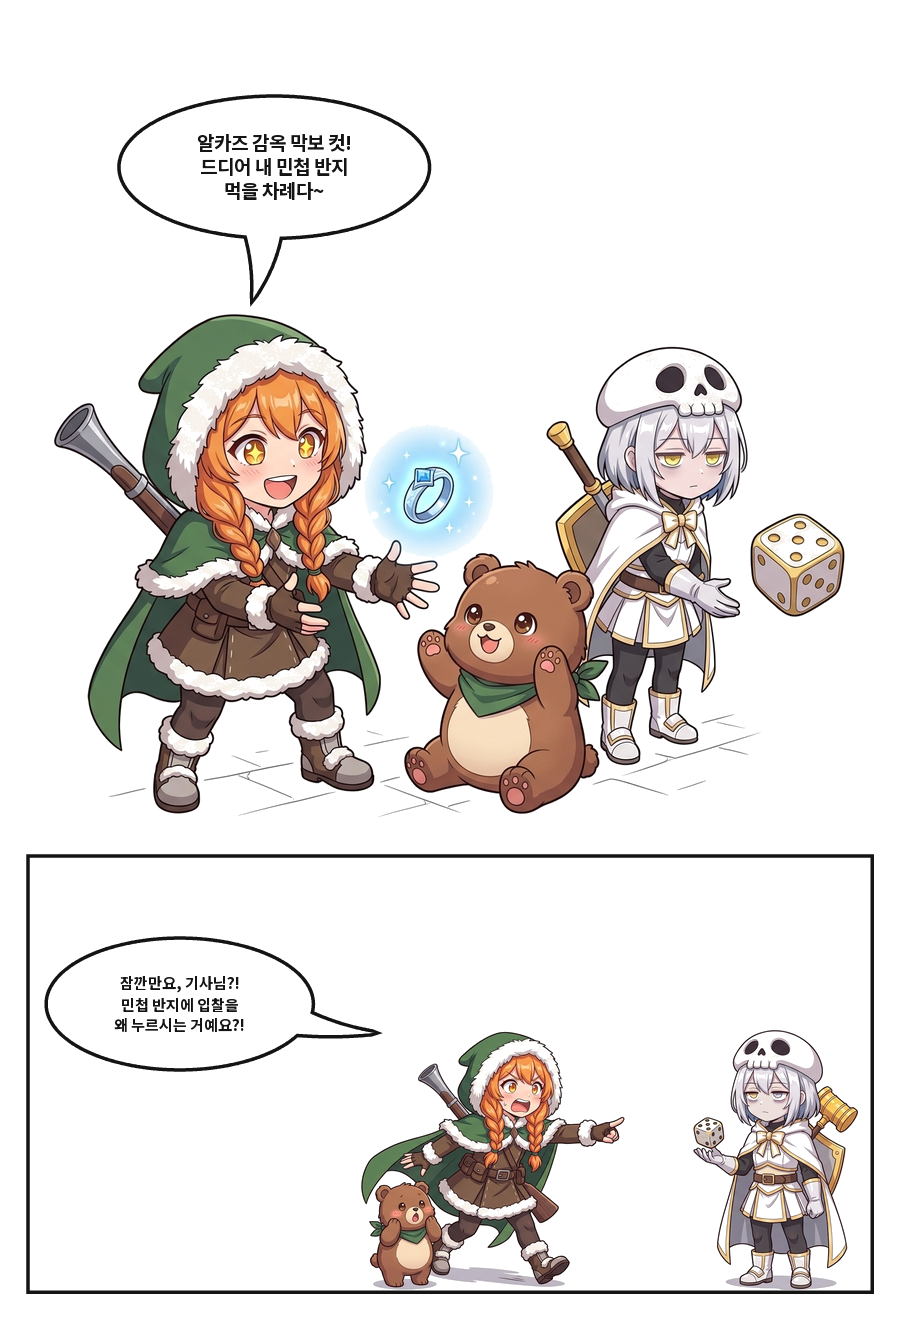 알카즈 감옥 막보 컷!
드디어 내 민첩 반지
먹을 차례다~
잠깐만요, 기사님?!
민첩 반지에 입찰을
왜 누르시는 거예요?!